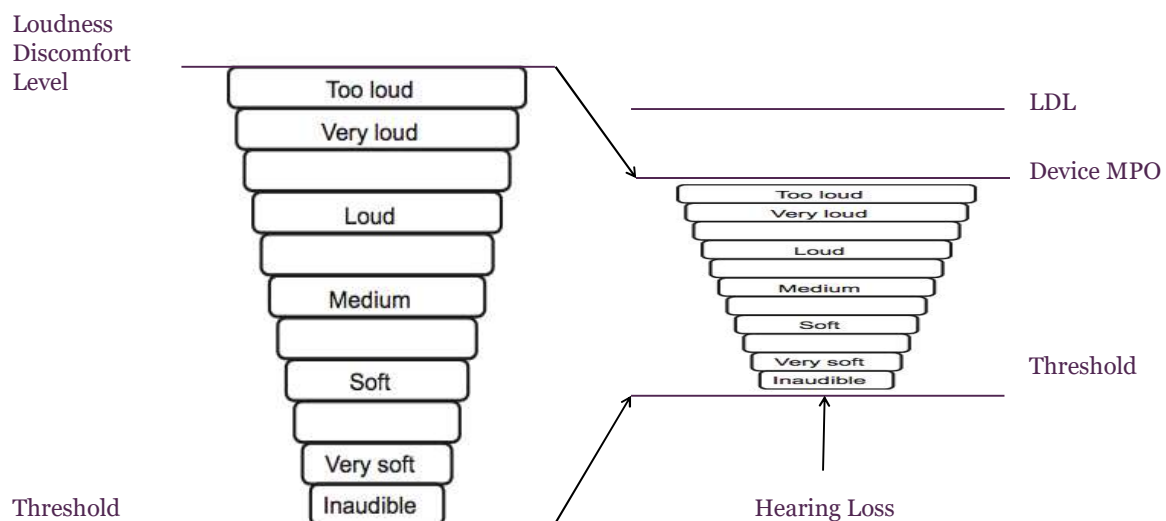 Loudness
Discomfort
Level
Too loud
Very loud
Loud
Medium
Soft
Very soft
Inaudible
Threshold
LDL
Device MPO
Too loud
Very loud
Loud
Medium
Soft
Very soft
Inaudible
Threshold
Hearing Loss